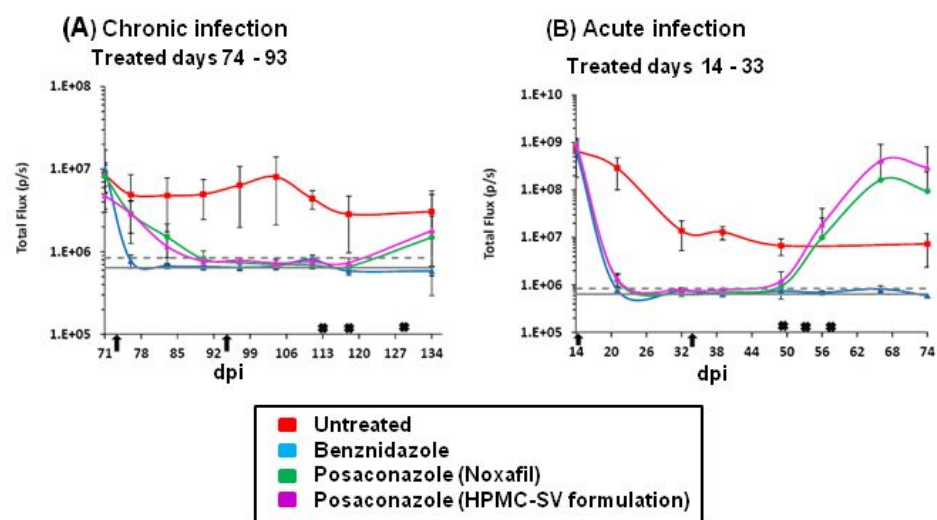 (A) Chronic infection
Treated days 74 - 93
1.E+08
1.E+07
1.E+06
1.E+05
Total Flux (p/s)
71 78 85 92 99 106 113 120 127 134
dpi
(B) Acute infection
Treated days 14 - 33
1.E+10
1.E+09
1.E+08
1.E+07
1.E+06
1.E+05
Total Flux (p/s)
14 20 26 32 38 44 50 56 62 68 74
dpi
Untreated
Benznidazole
Posaconazole (Noxafil)
Posaconazole (HPMC-SV formulation)